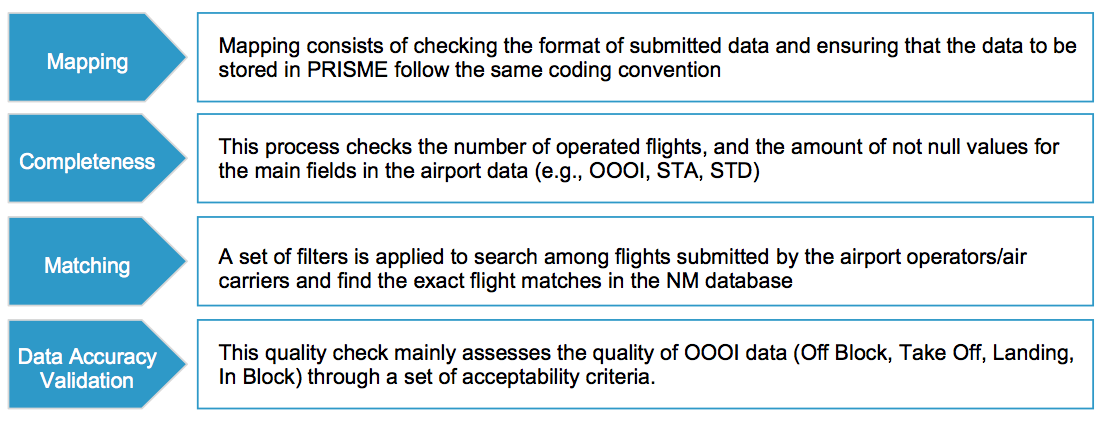 Mapping
Mapping consists of checking the format of submitted data and ensuring that the data to be
stored in PRISME follow the same coding convention
Completeness
This process checks the number of operated flights, and the amount of not null values for
the main fields in the airport data (e.g., OOOI, STA, STD)
Matching
A set of filters is applied to search among flights submitted by the airport operators/air
carriers and find the exact flight matches in the NM database
Data Accuracy
Validation
This quality check mainly assesses the quality of OOOI data (Off Block, Take Off, Landing,
In Block) through a set of acceptability criteria.